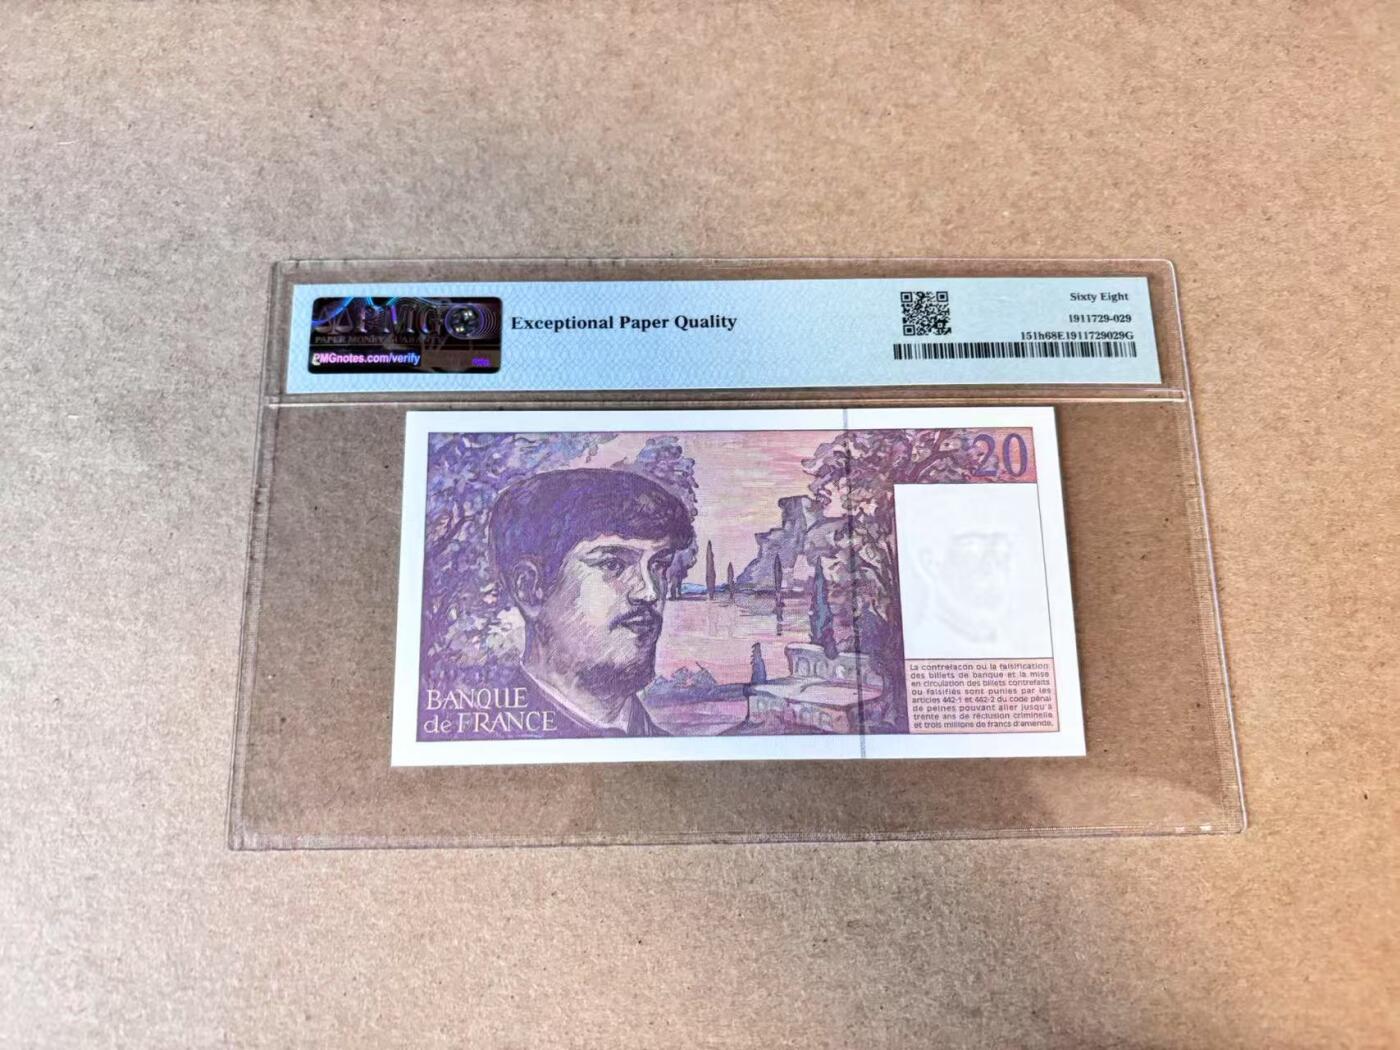 PMG
PAPER MONEY GUARANTY
PMGnotes.com/verify
Exceptional Paper Quality
Sixty Eight
1911729-029
151h68E1911729029G
20
BANQUE
de FRANCE
La contrefaçon ou la falsification
des billets de banque et la mise
en circulation des billets contrefaits
ou falsifiés sont punies par les
articles 442-1 et 442-2 du code pénal
de peines pouvant aller jusqu'à
trente ans de réclusion criminelle
et trois millions de francs d'amende.